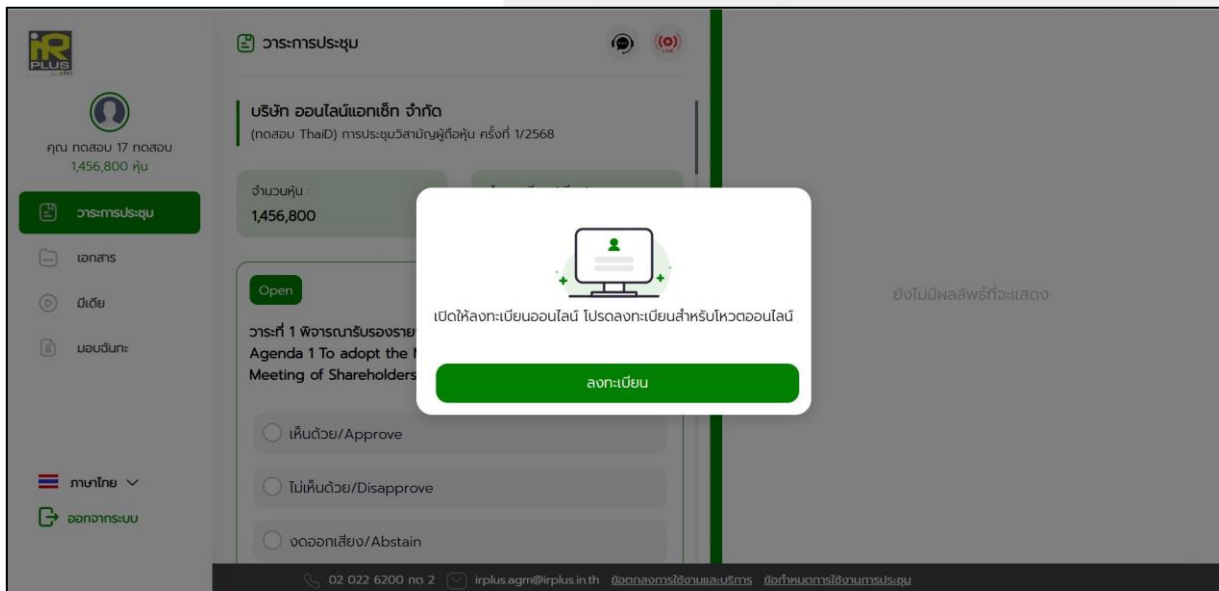 iR
PLUS
คุณ ทดสอบ 17 ทดสอบ
1,456,800 หุ้น
วาระการประชุม
เอกสาร
มีเดีย
มอบฉันทะ
ภาษาไทย
ออกจากระบบ
วาระการประชุม
LIVE
บริษัท ออนไลน์แอทเซ็ท จำกัด
(ทดสอบ ThaiD) การประชุมวิสามัญผู้ถือหุ้น ครั้งที่ 1/2568
จำนวนหุ้น :
1,456,800
Open
วาระที่ 1 พิจารณารับรองราย
Agenda 1 To adopt the
Meeting of Shareholders
เห็นด้วย/Approve
ไม่เห็นด้วย/Disapprove
งดออกเสียง/Abstain
เปิดให้ลงทะเบียนออนไลน์ โปรดลงทะเบียนสำหรับโหวตออนไลน์
ลงทะเบียน
ยังไม่มีผลลัพธ์ที่จะแสดง
02 022 6200 กด 2 irplus.agm@irplus.in.th ข้อตกลงการใช้งานและบริการ ข้อกำหนดการใช้งานการประชุม